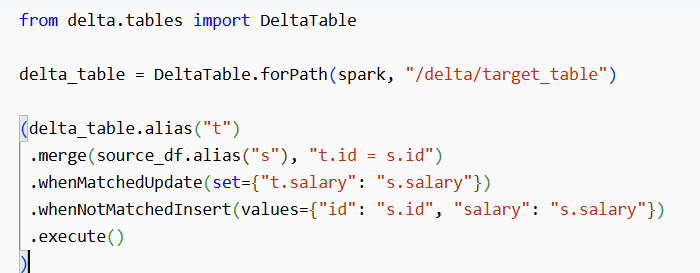 from delta.tables import DeltaTable
delta_table = DeltaTable.forPath(spark, "/delta/target_table")
(delta_table.alias("t")
.merge(source_df.alias("s"), "t.id = s.id")
.whenMatchedUpdate(set={"t.salary": "s.salary"})
.whenNotMatchedInsert(values={"id": "s.id", "salary": "s.salary"})
.execute()
)